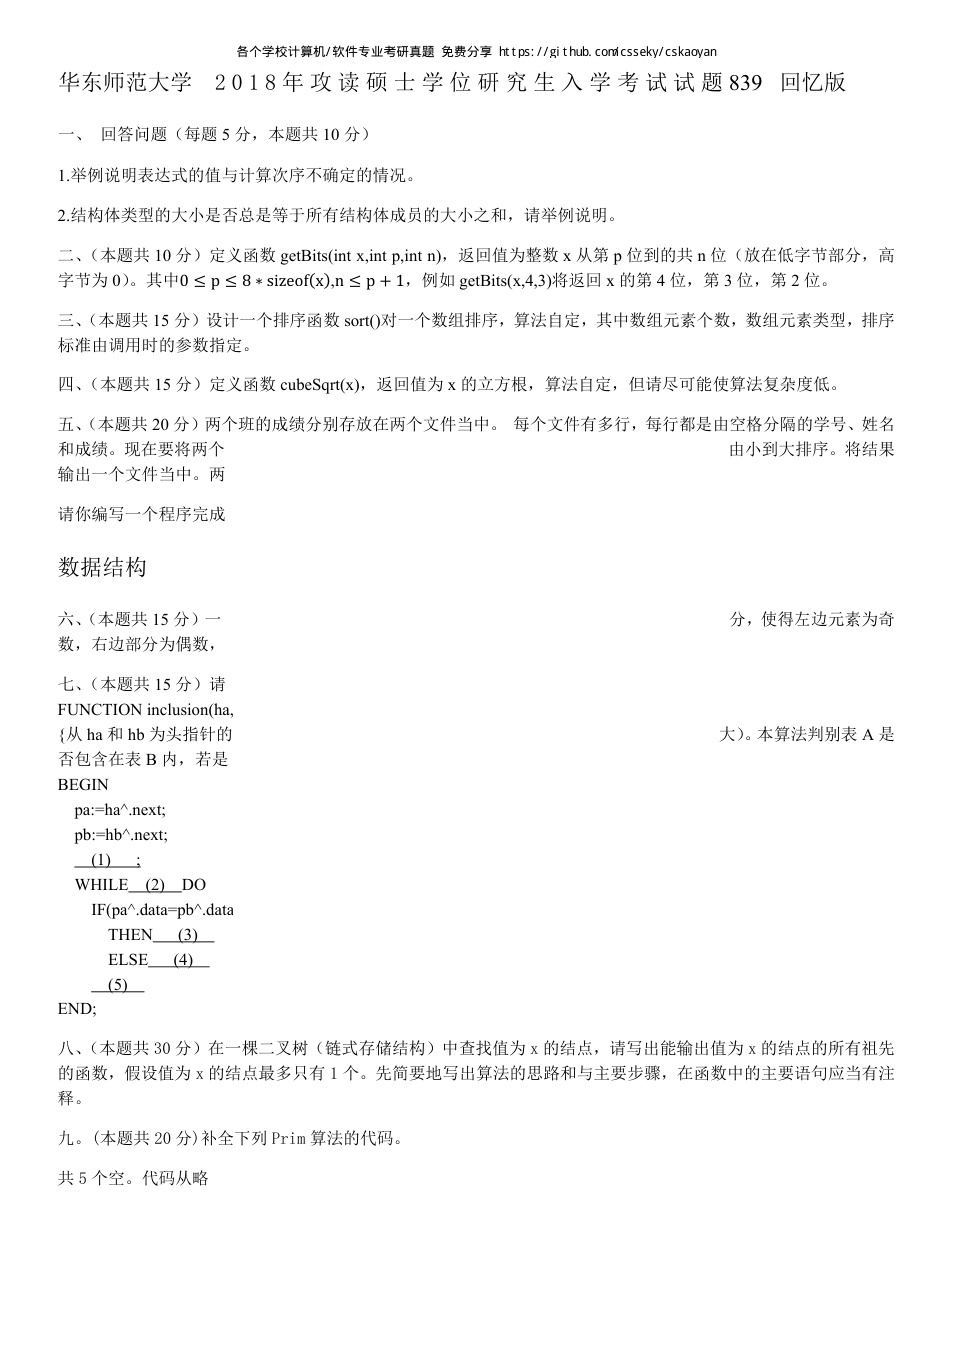 各个学校计算机/软件专业考研真题 免费分享 https://github.com/csseky/cskaoyan
华东师范大学 2018年攻读硕士学位研究生入学考试试题839 回忆版
一、 回答问题（每题 5 分，本题共 10 分）
1.举例说明表达式的值与计算次序不确定的情况。
2.结构体类型的大小是否总是等于所有结构体成员的大小之和，请举例说明。
二、（本题共 10 分）定义函数 getBits(int x,int p,int n)，返回值为整数 x 从第 p 位到的共 n 位（放在低字节部分，高
字节为 0）。其中0 ≤ p ≤ 8 * sizeof(x),n ≤ p + 1，例如 getBits(x,4,3)将返回 x 的第 4 位，第 3 位，第 2 位。
三、（本题共 15 分）设计一个排序函数 sort()对一个数组排序，算法自定，其中数组元素个数，数组元素类型，排序
标准由调用时的参数指定。
四、（本题共 15 分）定义函数 cubeSqrt(x)，返回值为 x 的立方根，算法自定，但请尽可能使算法复杂度低。
五、（本题共 20 分）两个班的成绩分别存放在两个文件当中。 每个文件有多行，每行都是由空格分隔的学号、姓名
和成绩。现在要将两个 由小到大排序。将结果
输出一个文件当中。两
请你编写一个程序完成
数据结构
六、（本题共 15 分）一 分，使得左边元素为奇
数，右边部分为偶数，
七、（本题共 15 分）请
FUNCTION inclusion(ha,
{从 ha 和 hb 为头指针的 大）。本算法判别表 A 是
否包含在表 B 内，若是
BEGIN
pa:=ha^.next;
pb:=hb^.next;
__(1)___;
WHILE__(2)__DO
IF(pa^.data=pb^.data
THEN___(3)__
ELSE___(4)__
__(5)__
END;
八、（本题共 30 分）在一棵二叉树（链式存储结构）中查找值为 x 的结点，请写出能输出值为 x 的结点的所有祖先
的函数，假设值为 x 的结点最多只有 1 个。先简要地写出算法的思路和与主要步骤，在函数中的主要语句应当有注
释。
九。(本题共 20 分)补全下列 Prim 算法的代码。
共 5 个空。代码从略